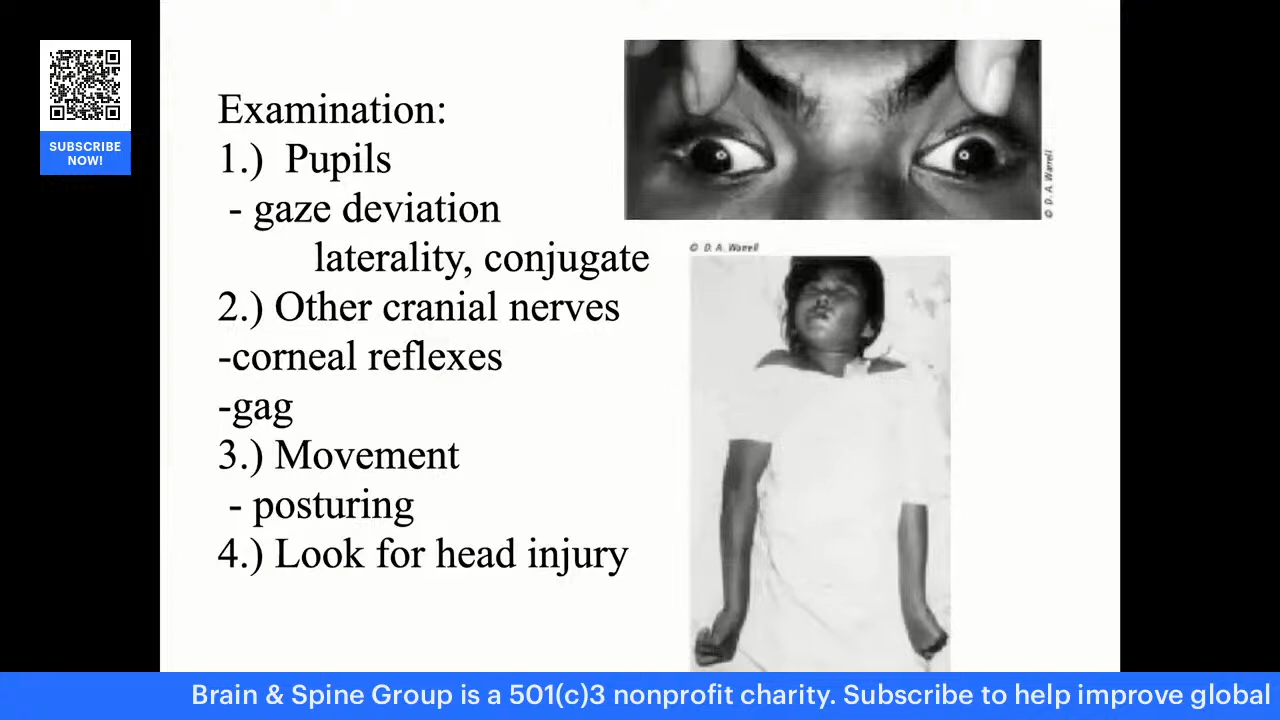 SUBSCRIBE
NOW!
Examination:
1.) Pupils
- gaze deviation
laterality, conjugate
2.) Other cranial nerves
-corneal reflexes
-gag
3.) Movement
- posturing
4.) Look for head injury
© D. A. Warrell
© D. A. Warrell
Brain & Spine Group is a 501(c)3 nonprofit charity. Subscribe to help improve global